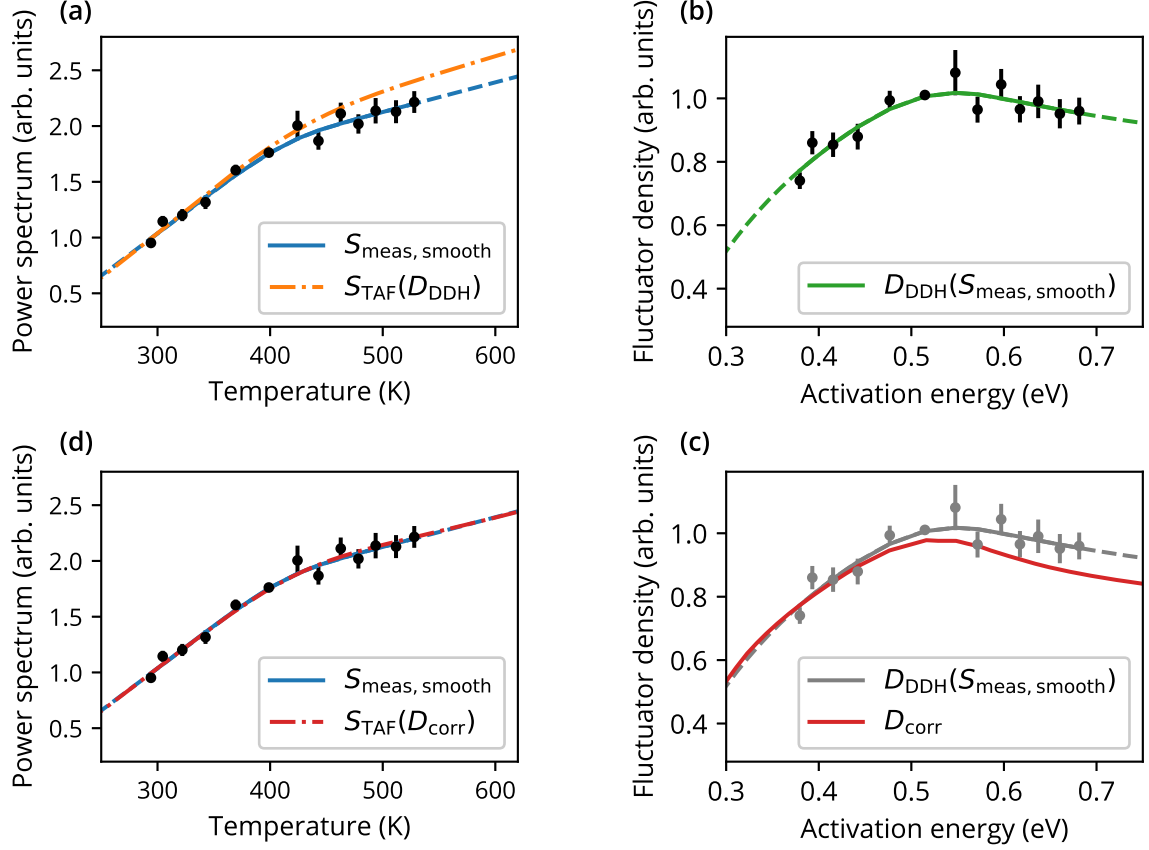 (a)
Power spectrum (arb. units)
2.5
2.0
1.5
1.0
0.5
300 400 500 600
Temperature (K)
S_meas, smooth
S_TAF(D_DDH)
(b)
Fluctuator density (arb. units)
1.0
0.8
0.6
0.4
0.3 0.4 0.5 0.6 0.7
Activation energy (eV)
D_DDH(S_meas, smooth)
(d)
Power spectrum (arb. units)
2.5
2.0
1.5
1.0
0.5
300 400 500 600
Temperature (K)
S_meas, smooth
S_TAF(D_corr)
(c)
Fluctuator density (arb. units)
1.0
0.8
0.6
0.4
0.3 0.4 0.5 0.6 0.7
Activation energy (eV)
D_DDH(S_meas, smooth)
D_corr